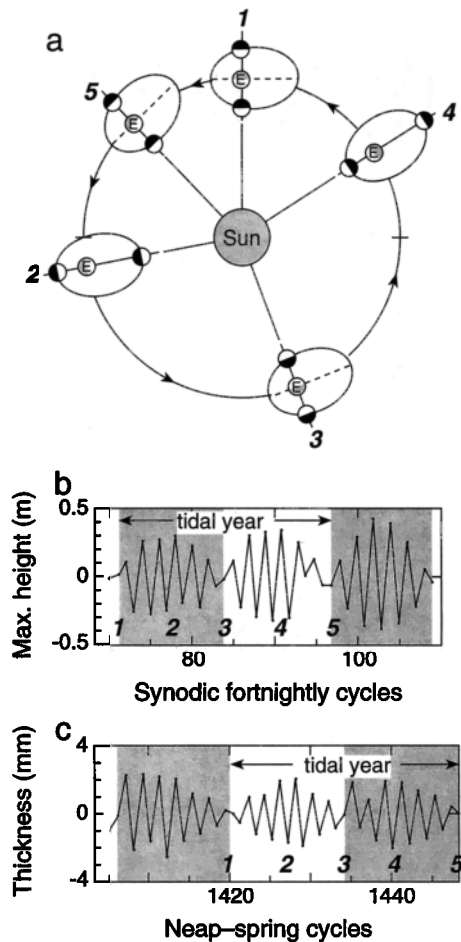 a
1
5
E
E
4
E
Sun
2
E
E
3
b
Max. height (m)
0.5
0
-0.5
tidal year
1 2 3 4 5
80 100
Synodic fortnightly cycles
c
Thickness (mm)
4
2
0
-4
tidal year
1 2 3 4 5
1420 1440
Neap–spring cycles